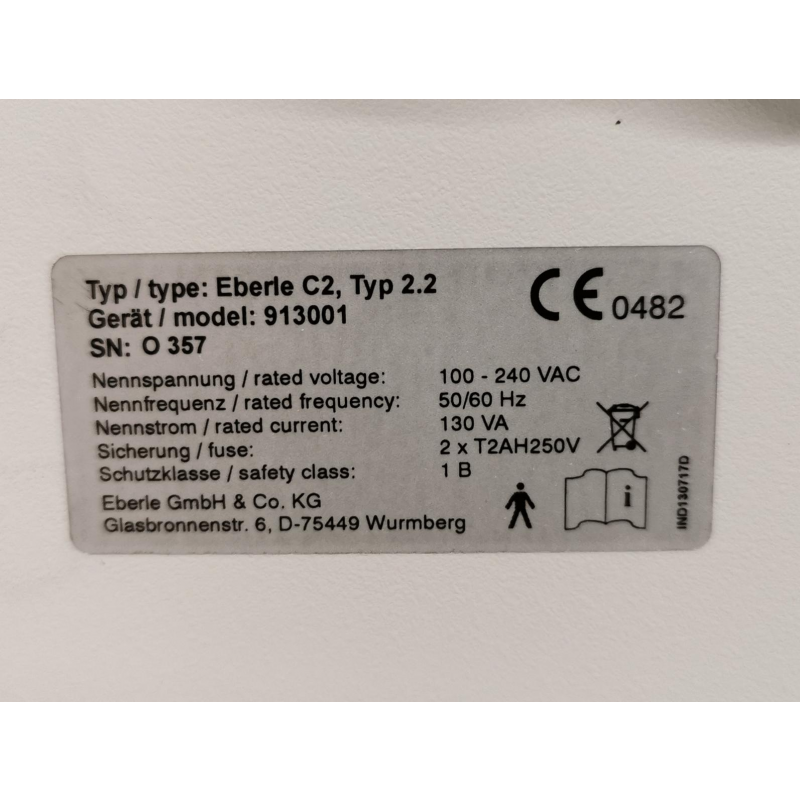 Typ / type: Eberle C2, Typ 2.2
Gerät / model: 913001
SN: O 357
CE 0482
Nennspannung / rated voltage: 100 - 240 VAC
Nennfrequenz / rated frequency: 50/60 Hz
Nennstrom / rated current: 130 VA
Sicherung / fuse: 2 x T2AH250V
Schutzklasse / safety class: 1 B
Eberle GmbH & Co. KG
Glasbronnenstr. 6, D-75449 Wurmberg
i
IND130717D